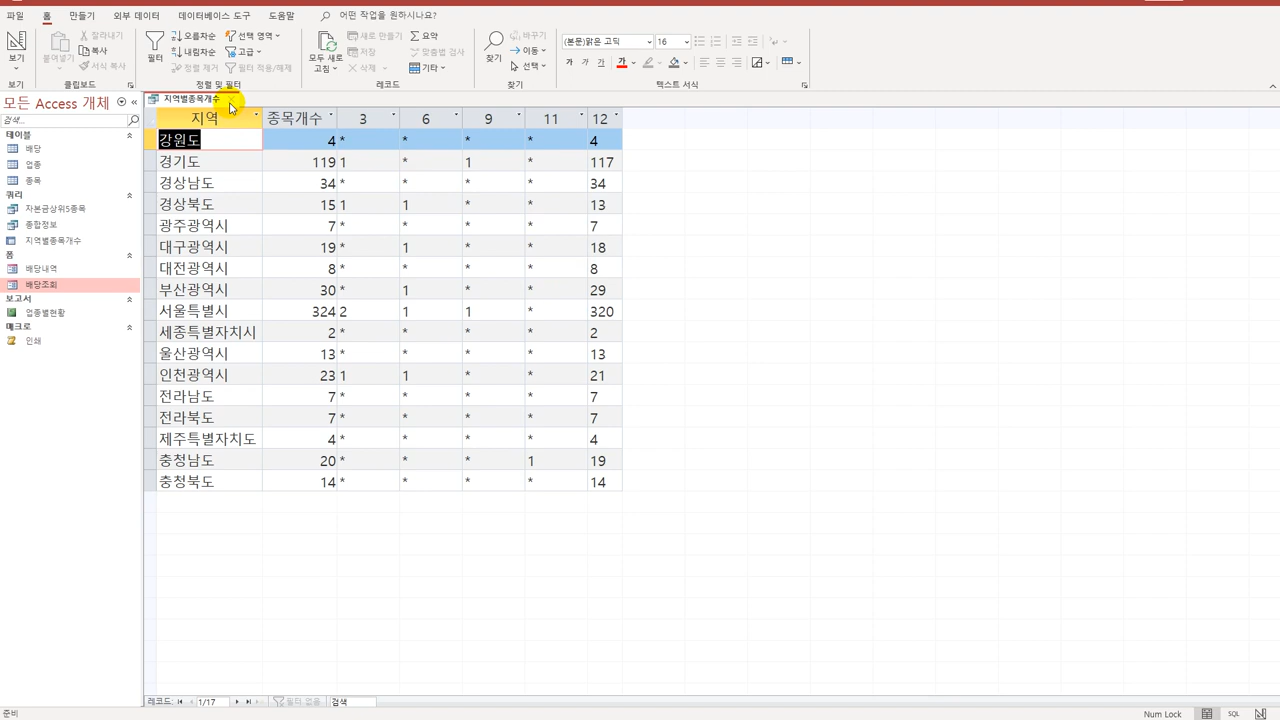 파일 홈 만들기 외부 데이터 데이터베이스 도구 도움말 어떤 작업을 원하시나요?
보기 붙여넣기 잘라내기 복사 서식 복사 클립보드
필터 오름차순 내림차순 정렬 제거 선택 영역 고급 필터 적용/해제 정렬 및 필터
모두 새로 고침 새로 만들기 저장 삭제 요약 맞춤법 검사 기타 레코드
찾기 바꾸기 이동 선택 찾기
(본문)맑은 고딕 16 가 가 가 가 텍스트 서식
모든 Access 개체
검색...
테이블
배당
업종
종목
쿼리
자본금상위5종목
종합정보
지역별종목개수
폼
배당내역
배당조회
보고서
업종별현황
매크로
인쇄
지역별종목개수
지역 종목개수 3 6 9 11 12
강원도 4 * * * * 4
경기도 119 1 * 1 * 117
경상남도 34 * * * * 34
경상북도 15 1 1 * * 13
광주광역시 7 * * * * 7
대구광역시 19 * 1 * * 18
대전광역시 8 * * * * 8
부산광역시 30 * 1 * * 29
서울특별시 324 2 1 1 * 320
세종특별자치시 2 * * * * 2
울산광역시 13 * * * * 13
인천광역시 23 1 1 * * 21
전라남도 7 * * * * 7
전라북도 7 * * * * 7
제주특별자치도 4 * * * * 4
충청남도 20 * * * 1 19
충청북도 14 * * * * 14
레코드: 1/17 필터 없음 검색
준비 Num Lock SQL